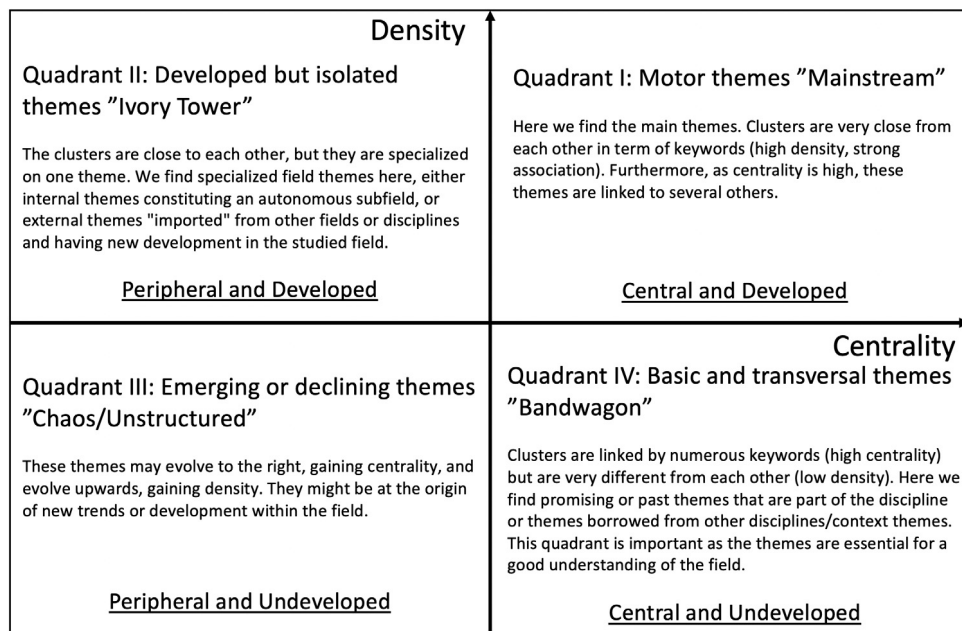 Density
Quadrant II: Developed but isolated
themes ”Ivory Tower”
The clusters are close to each other, but they are specialized
on one theme. We find specialized field themes here, either
internal themes constituting an autonomous subfield, or
external themes "imported" from other fields or disciplines
and having new development in the studied field.
Peripheral and Developed
Quadrant I: Motor themes ”Mainstream”
Here we find the main themes. Clusters are very close from
each other in term of keywords (high density, strong
association). Furthermore, as centrality is high, these
themes are linked to several others.
Central and Developed
Quadrant III: Emerging or declining themes
”Chaos/Unstructured”
These themes may evolve to the right, gaining centrality, and
evolve upwards, gaining density. They might be at the origin
of new trends or development within the field.
Peripheral and Undeveloped
Centrality
Quadrant IV: Basic and transversal themes
”Bandwagon”
Clusters are linked by numerous keywords (high centrality)
but are very different from each other (low density). Here we
find promising or past themes that are part of the discipline
or themes borrowed from other disciplines/context themes.
This quadrant is important as the themes are essential for a
good understanding of the field.
Central and Undeveloped